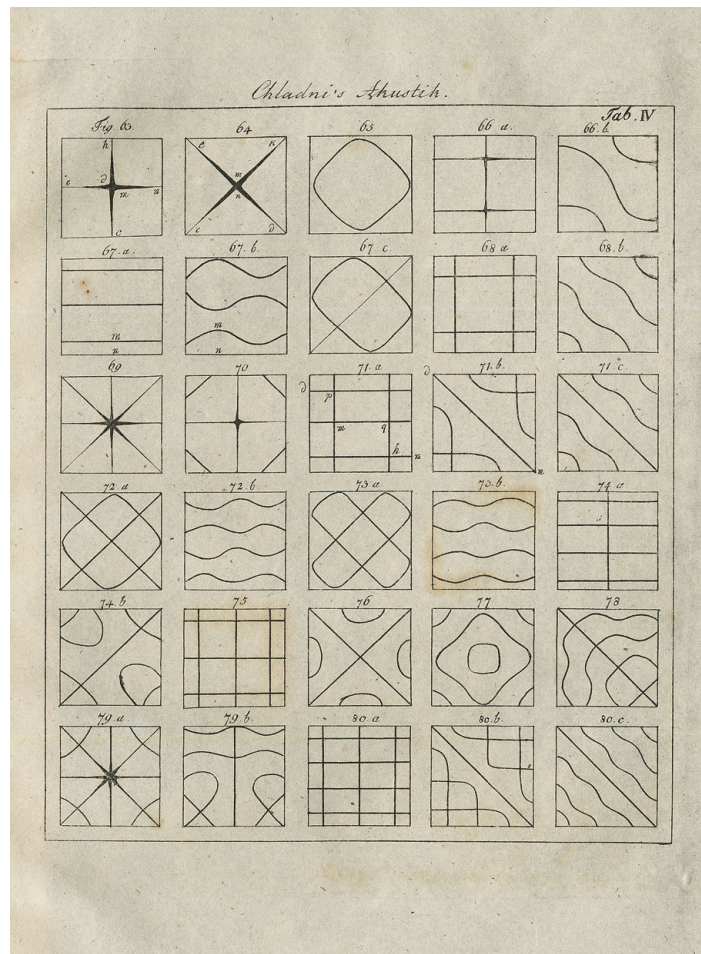 Chladni's Akustik.
Tab. IV
Fig. 63. 64 65 66 a. 66 b.
h
e d m n
c
e k
m
n
c d
67. a. 67. b. 67 c 68 a 68. b.
m
n
m
n
69 70 71. a 71. b. 71. c.
d
p
m q
h n
d
n
72. a 72. b. 73 a 73. b. 74. a
74. b 75 76 77 78
79. a. 79. b. 80. a 80. b. 80. c.